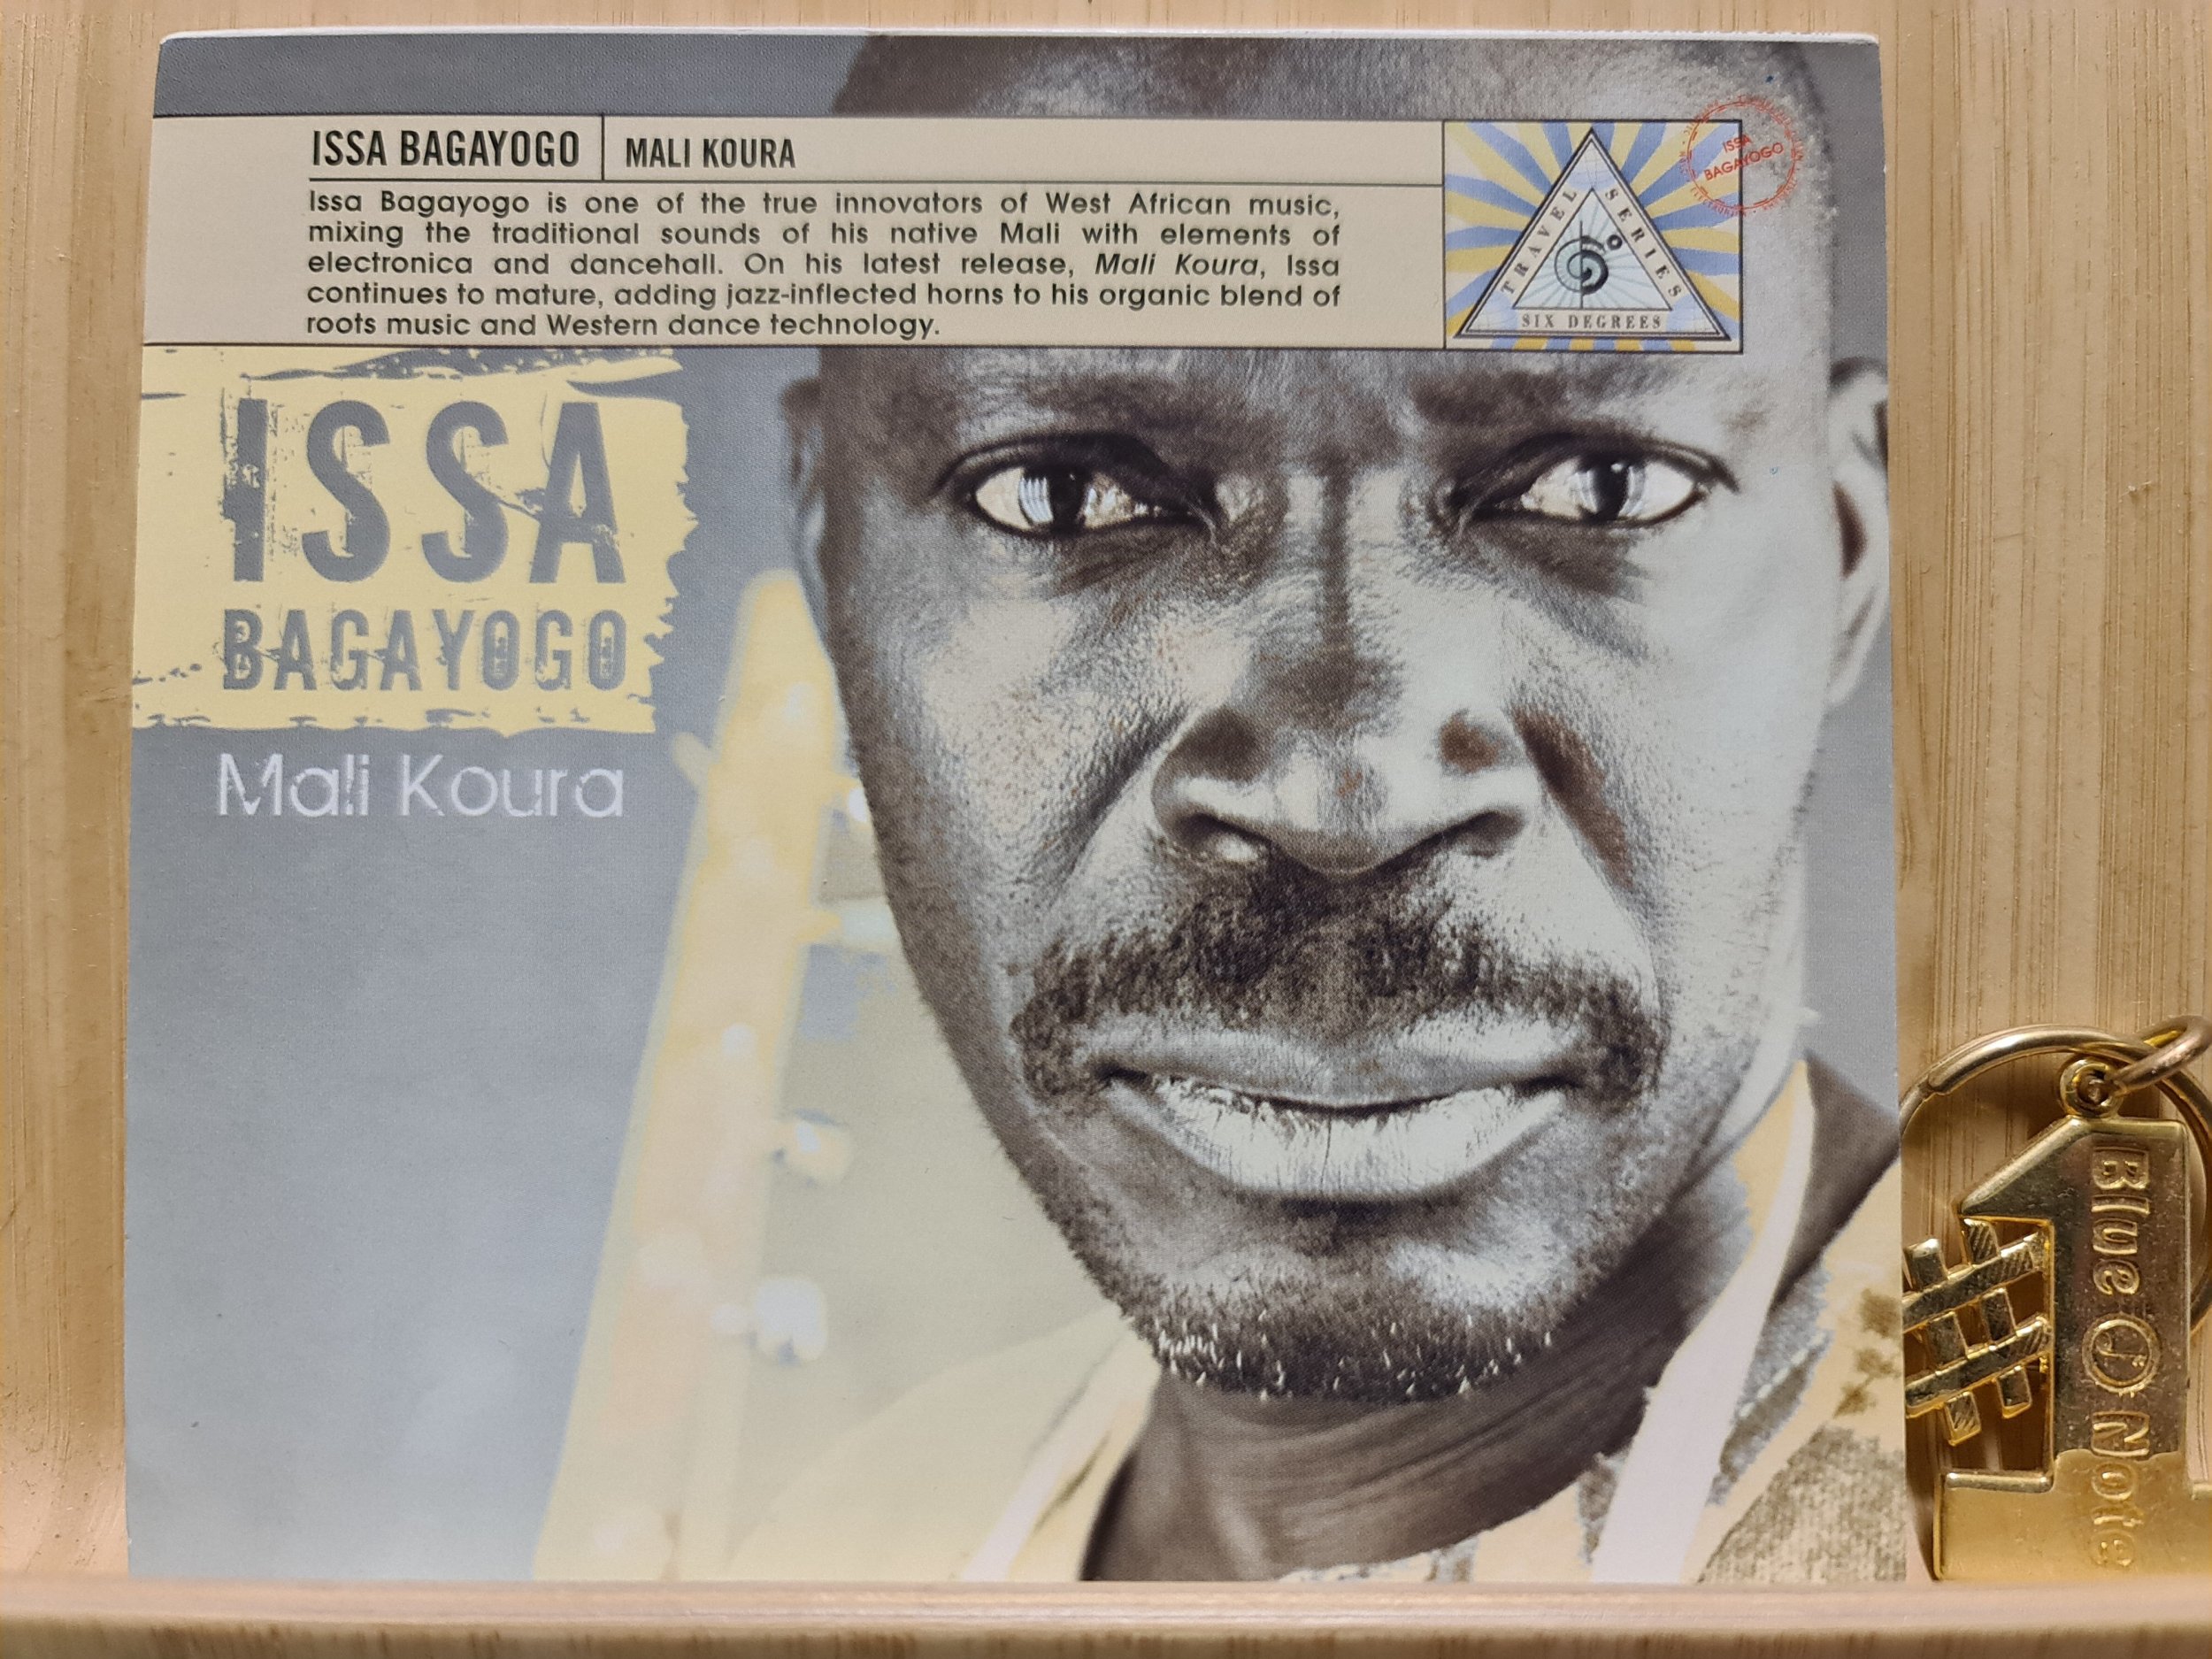 ISSA BAGAYOGO
MALI KOURA
Issa Bagayogo is one of the true innovators of West African music,
mixing the traditional sounds of his native Mali with elements of
electronica and dancehall. On his latest release, Mali Koura, Issa
continues to mature, adding jazz-inflected horns to his organic blend of
roots music and Western dance technology.
TRAVEL SERIES
SIX DEGREES
ISSA
BAGAYOGO
ISSA
BAGAYOGO
Mali Koura
Blue Note
#1